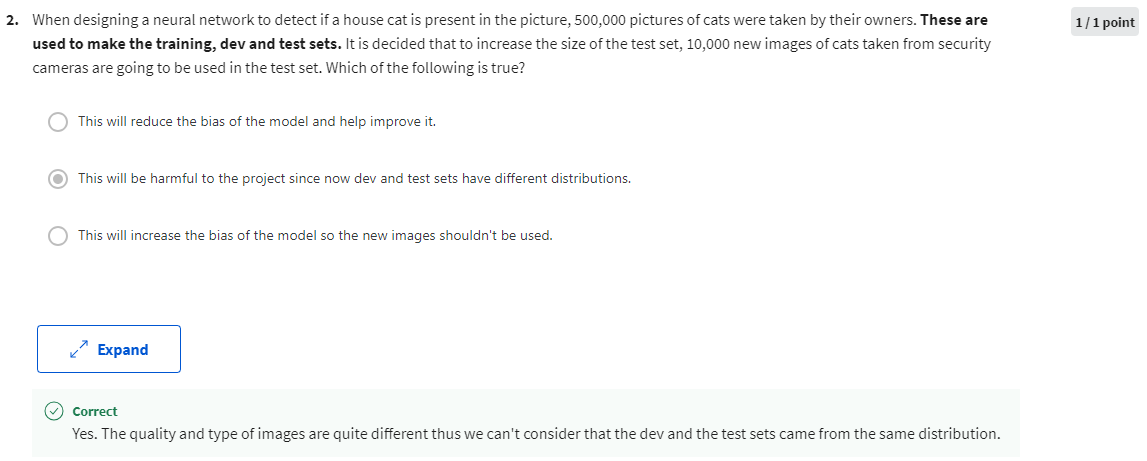 2. When designing a neural network to detect if a house cat is present in the picture, 500,000 pictures of cats were taken by their owners. These are
1 / 1 point
used to make the training, dev and test sets. It is decided that to increase the size of the test set, 10,000 new images of cats taken from security
cameras are going to be used in the test set. Which of the following is true?
This will reduce the bias of the model and help improve it.
This will be harmful to the project since now dev and test sets have different distributions.
This will increase the bias of the model so the new images shouldn't be used.
Expand
Correct
Yes. The quality and type of images are quite different thus we can't consider that the dev and the test sets came from the same distribution.